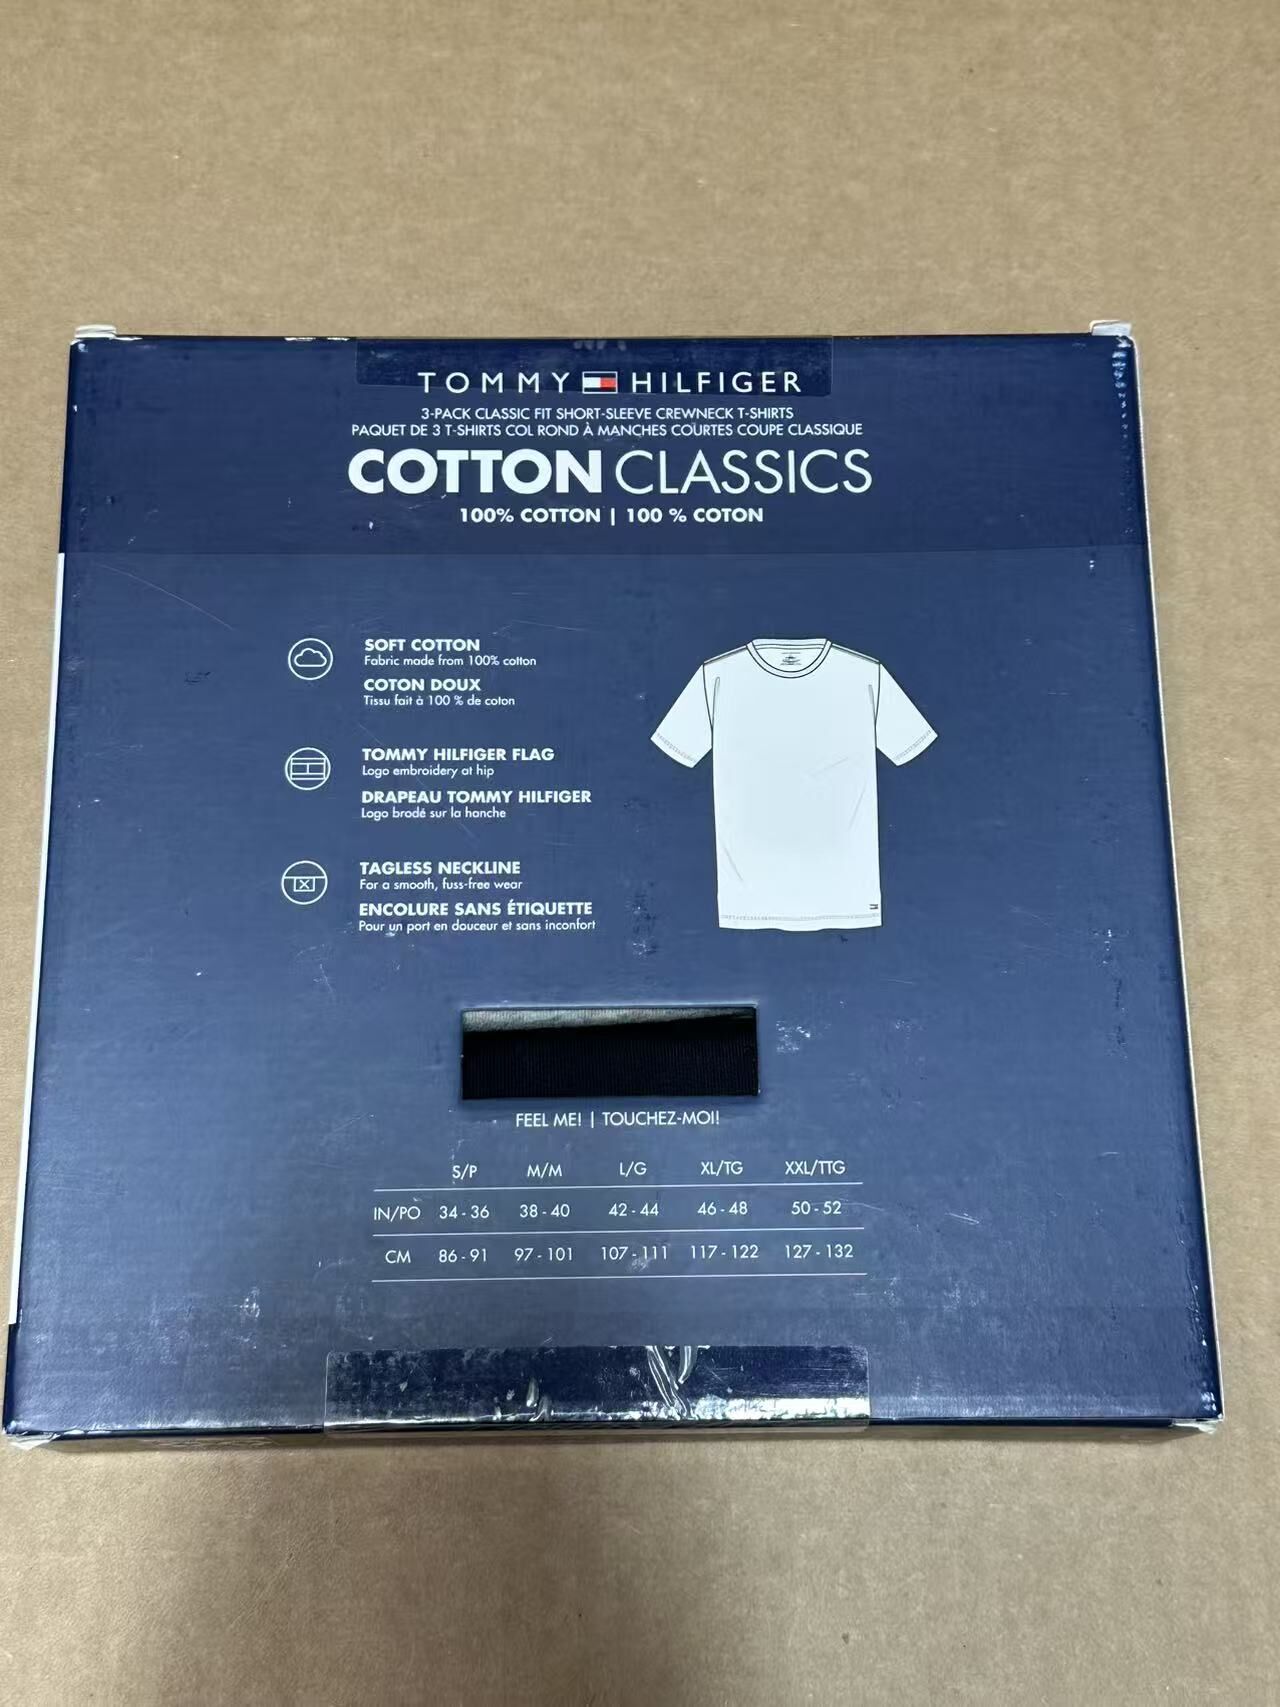 TOMMY HILFIGER
3-PACK CLASSIC FIT SHORT-SLEEVE CREWNECK T-SHIRTS
PAQUET DE 3 T-SHIRTS COL ROND À MANCHES COURTES COUPE CLASSIQUE
COTTON CLASSICS
100% COTTON | 100 % COTON
SOFT COTTON
Fabric made from 100% cotton
COTON DOUX
Tissu fait à 100 % de coton
TOMMY HILFIGER FLAG
Logo embroidery at hip
DRAPEAU TOMMY HILFIGER
Logo brodé sur la hanche
TAGLESS NECKLINE
For a smooth, fuss-free wear
ENCOLURE SANS ÉTIQUETTE
Pour un port en douceur et sans inconfort
FEEL ME! | TOUCHEZ-MOI!
S/P M/M L/G XL/TG XXL/TTG
IN/PO 34 - 36 38 - 40 42 - 44 46 - 48 50 - 52
CM 86 - 91 97 - 101 107 - 111 117 - 122 127 - 132